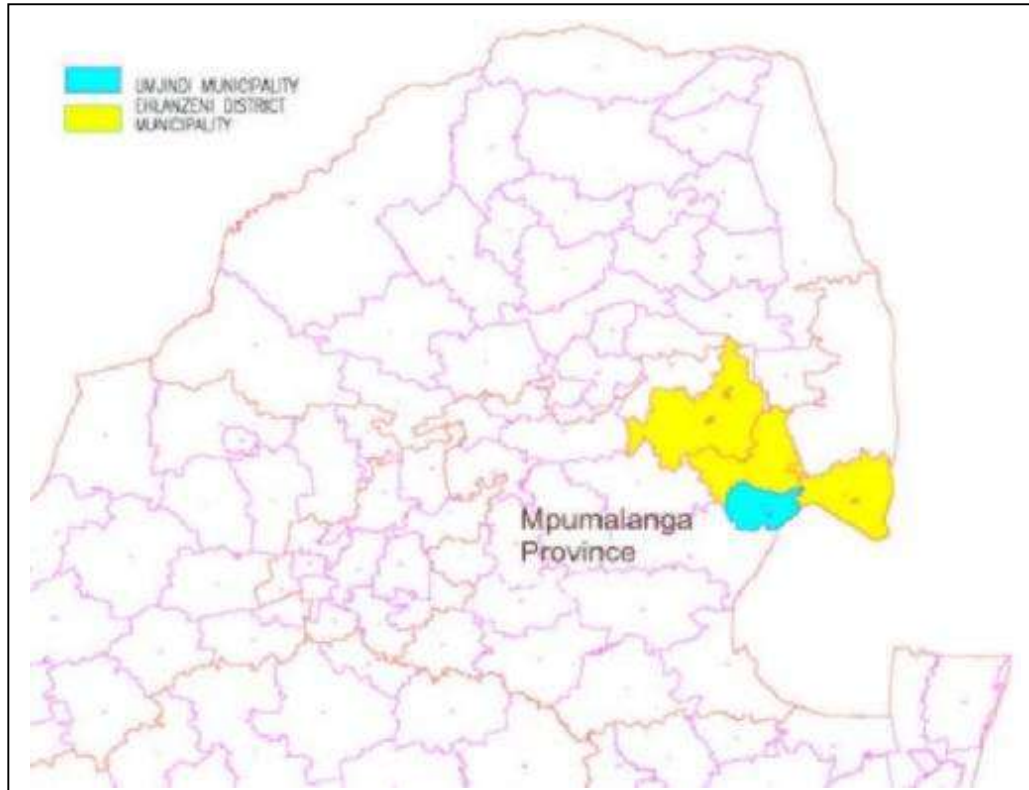 UMJINDI MUNICIPALITY
EHLANZENI DISTRICT
MUNICIPALITY
Mpumalanga
Province